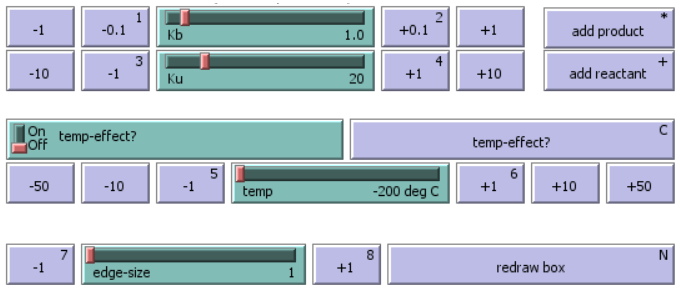 -1 -0.1 1 Kb 1.0 +0.1 2 +1 add product *
-10 -1 3 Ku 20 +1 4 +10 add reactant +
On Off temp-effect? temp-effect? C
-50 -10 -1 5 temp -200 deg C +1 6 +10 +50
-1 7 edge-size 1 +1 8 redraw box N